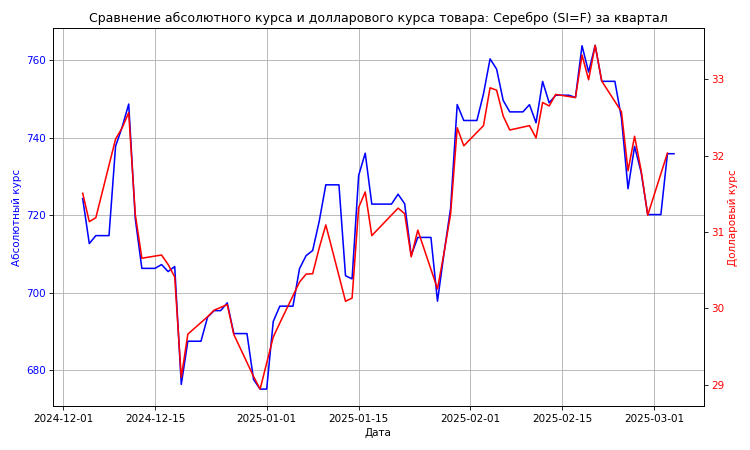 Сравнение абсолютного курса и долларового курса товара: Серебро (SI=F) за квартал
760
740
720
700
680
Абсолютный курс
33
32
31
30
29
Долларовый курс
2024-12-01 2024-12-15 2025-01-01 2025-01-15 2025-02-01 2025-02-15 2025-03-01
Дата